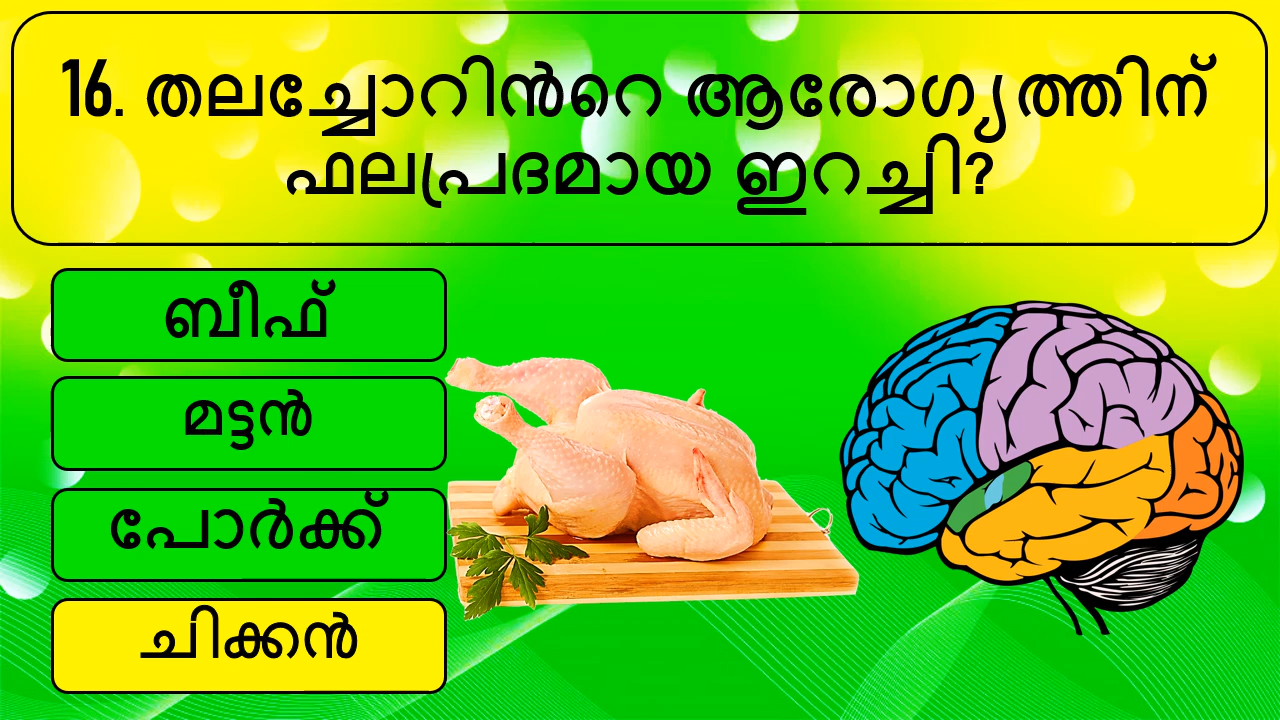 16. തലച്ചോറിൻറെ ആരോഗ്യത്തിന്
ഫലപ്രദമായ ഇറച്ചി?
ബീഫ്
മട്ടൻ
പോർക്ക്
ചിക്കൻ